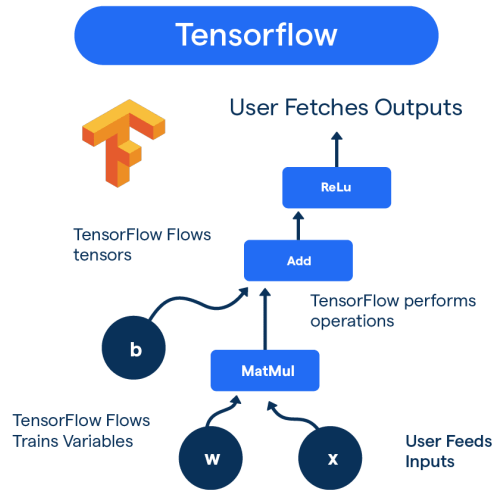 Tensorflow
User Fetches Outputs
ReLu
TensorFlow Flows
tensors
Add
TensorFlow performs
operations
b
MatMul
TensorFlow Flows
Trains Variables
w
x
User Feeds
Inputs